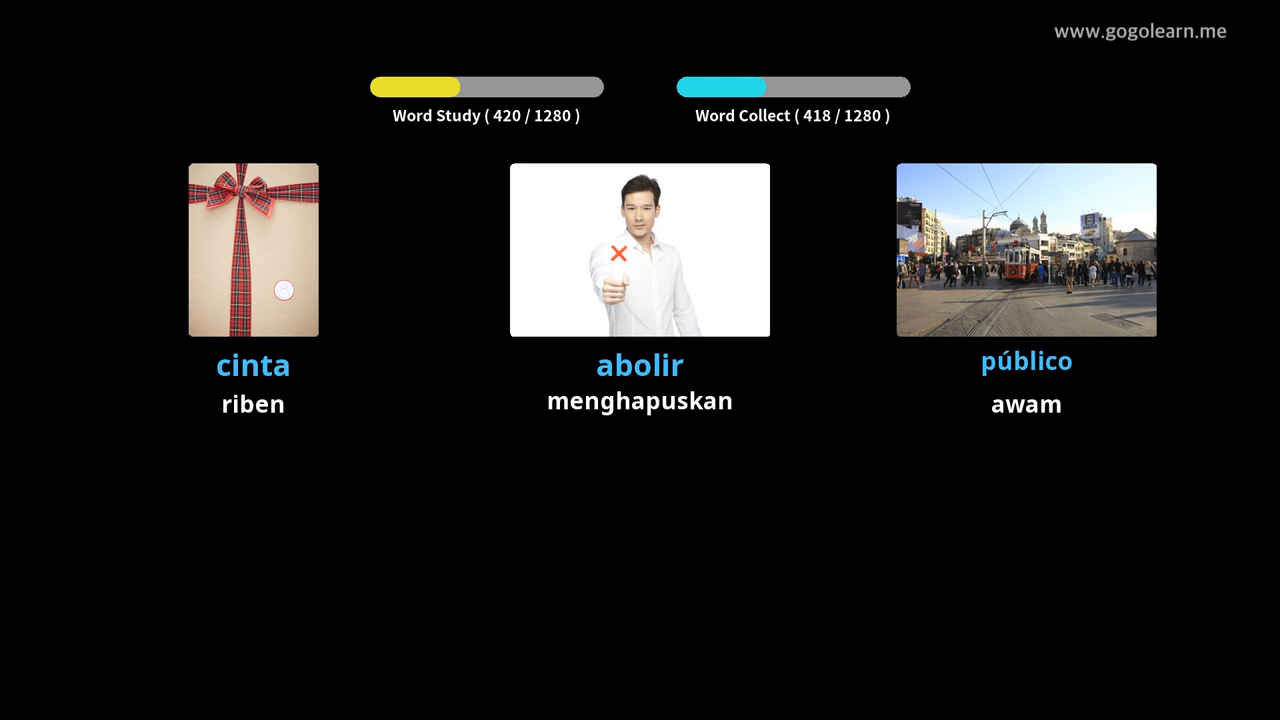 www.gogolearn.me
Word Study ( 420 / 1280 )
Word Collect ( 418 / 1280 )
cinta
riben
abolir
menghapuskan
público
awam